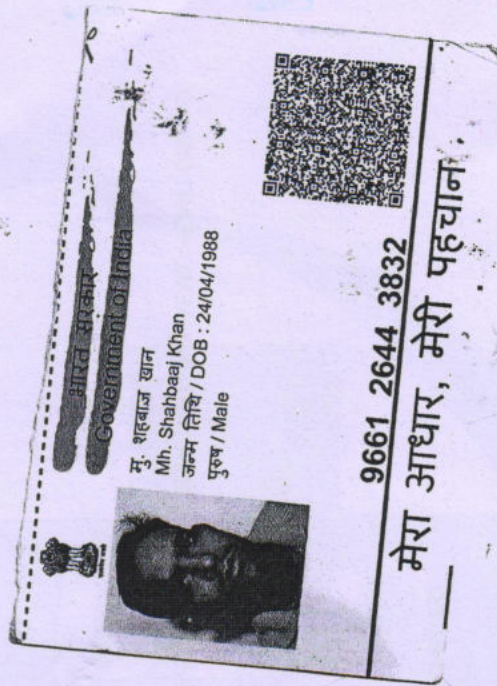 भारत सरकार
Government of India
मु. शहबाज़ खान
Mh. Shahbaaj Khan
जन्म तिथि / DOB : 24/04/1988
पुरुष / Male
9661 2644 3832
मेरा आधार, मेरी पहचान